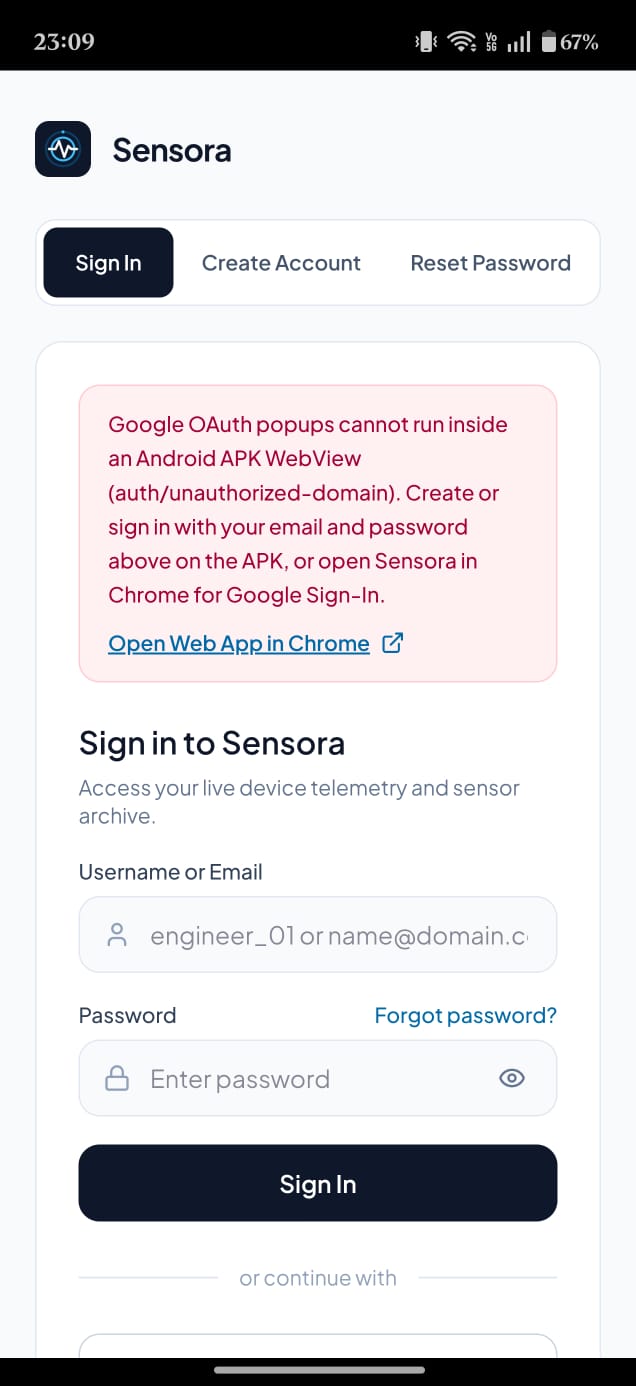 23:09
Vo
5G
67%
Sensora
Sign In
Create Account
Reset Password
Google OAuth popups cannot run inside
an Android APK WebView
(auth/unauthorized-domain). Create or
sign in with your email and password
above on the APK, or open Sensora in
Chrome for Google Sign-In.
Open Web App in Chrome
Sign in to Sensora
Access your live device telemetry and sensor
archive.
Username or Email
engineer_01 or name@domain.c
Password
Forgot password?
Enter password
Sign In
or continue with